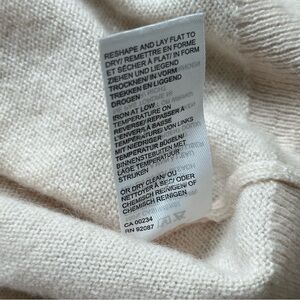 RESHAPE AND LAY FLAT TO
DRY/ REMETTRE EN FORME
ET SÉCHER À PLAT/ IN FORM
ZIEHEN UND LIEGEND
TROCKNEN/ IN VORM
TREKKEN EN LIGGEND
DROGEN
IRON AT LOW
TEMPERATURE ON
REVERSE/ REPASSER À
L'ENVERS À BASSE
TEMPÉRATURE/ VON LINKS
MIT NIEDRIGER
TEMPERATUR BÜGELN/
BINNENSTEBUITEN MET
LAGE TEMPERATUUR
STRIJKEN
OR DRY CLEAN/ OU
NETTOYER À SEC/ ODER
CHEMISCH REINIGEN/ OF
CHEMISCH REINIGEN
CA 00234
RN 92087